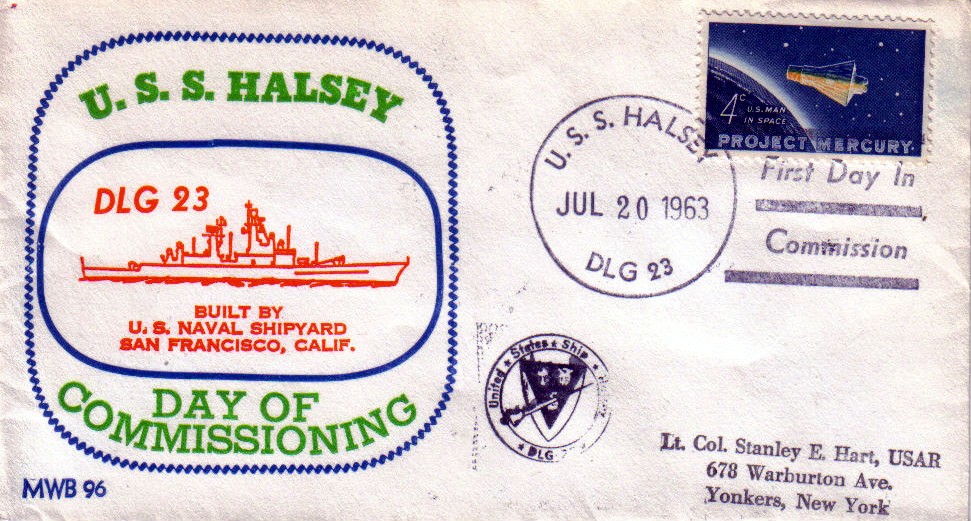 U. S. S. HALSEY
DLG 23
BUILT BY
U. S. NAVAL SHIPYARD
SAN FRANCISCO, CALIF.
DAY OF
COMMISSIONING
MWB 96
4c
U.S. MAN
IN SPACE
PROJECT MERCURY
U. S. S. HALSEY
JUL 20 1963
DLG 23
First Day In
Commission
United States Ship
DLG
Lt. Col. Stanley E. Hart, USAR
678 Warburton Ave.
Yonkers, New York